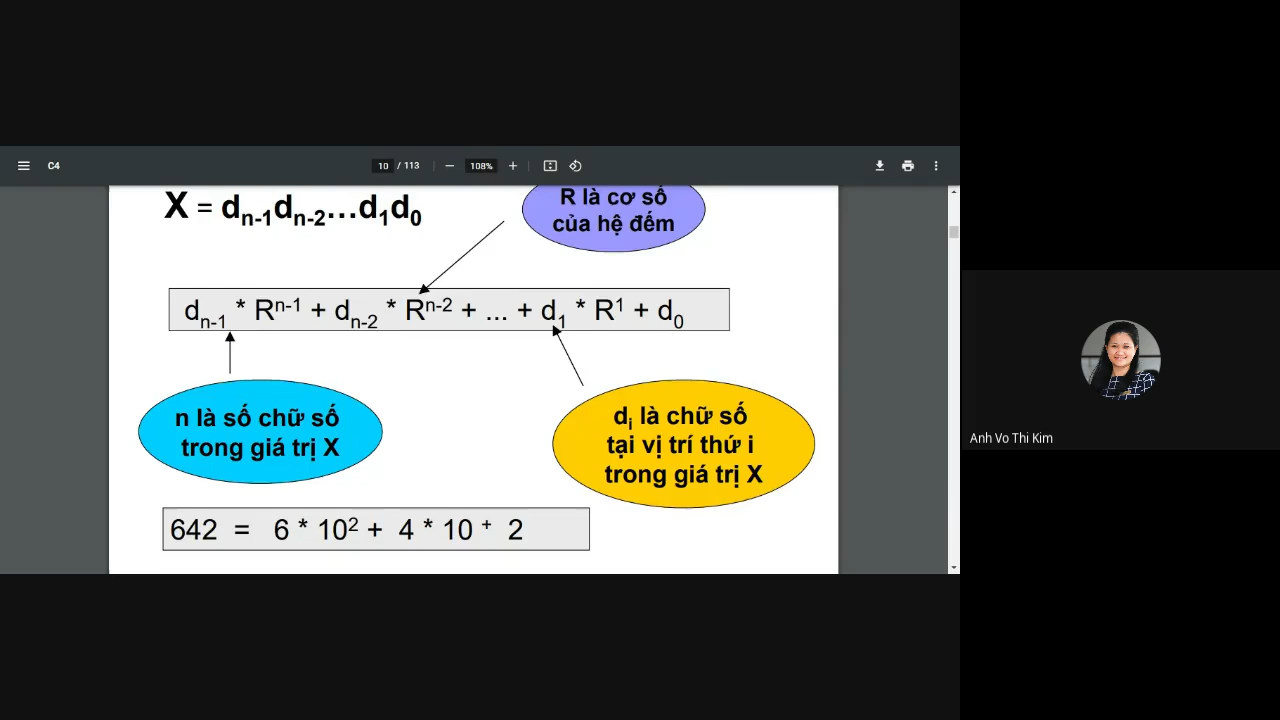 C4
10 / 113
108%
R là cơ số
của hệ đếm
X = dn-1dn-2...d1d0
dn-1 * Rn-1 + dn-2 * Rn-2 + ... + d1 * R1 + d0
n là số chữ số
trong giá trị X
di là chữ số
tại vị trí thứ i
trong giá trị X
642 = 6 * 10² + 4 * 10 + 2
Anh Vo Thi Kim